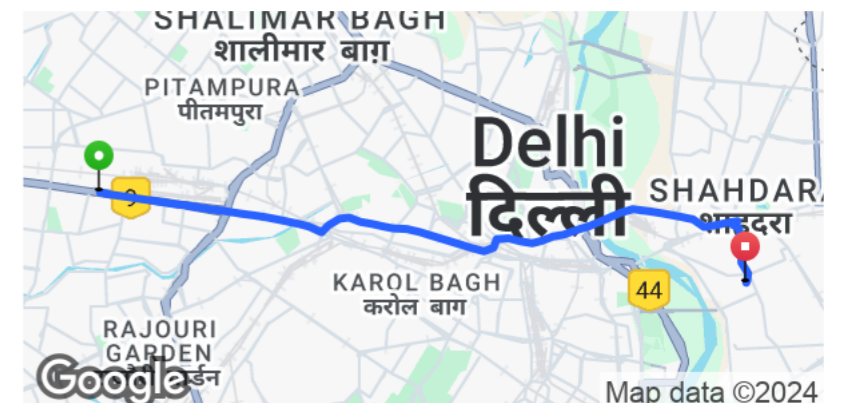 SHALIMAR BAGH
शालीमार बाग़
PITAMPURA
पीतमपुरा
9
Delhi
दिल्ली
SHAHDARA
शाहदरा
KAROL BAGH
करोल बाग
44
RAJOURI
GARDEN
Google
Map data ©2024